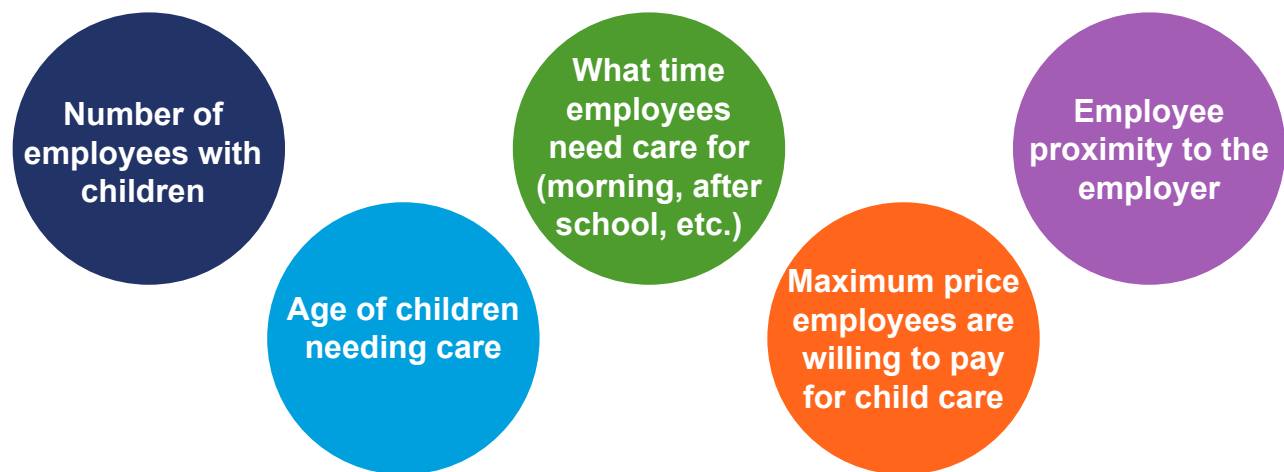 Number of
employees with
children
Age of children
needing care
What time
employees
need care for
(morning, after
school, etc.)
Maximum price
employees are
willing to pay
for child care
Employee
proximity to the
employer